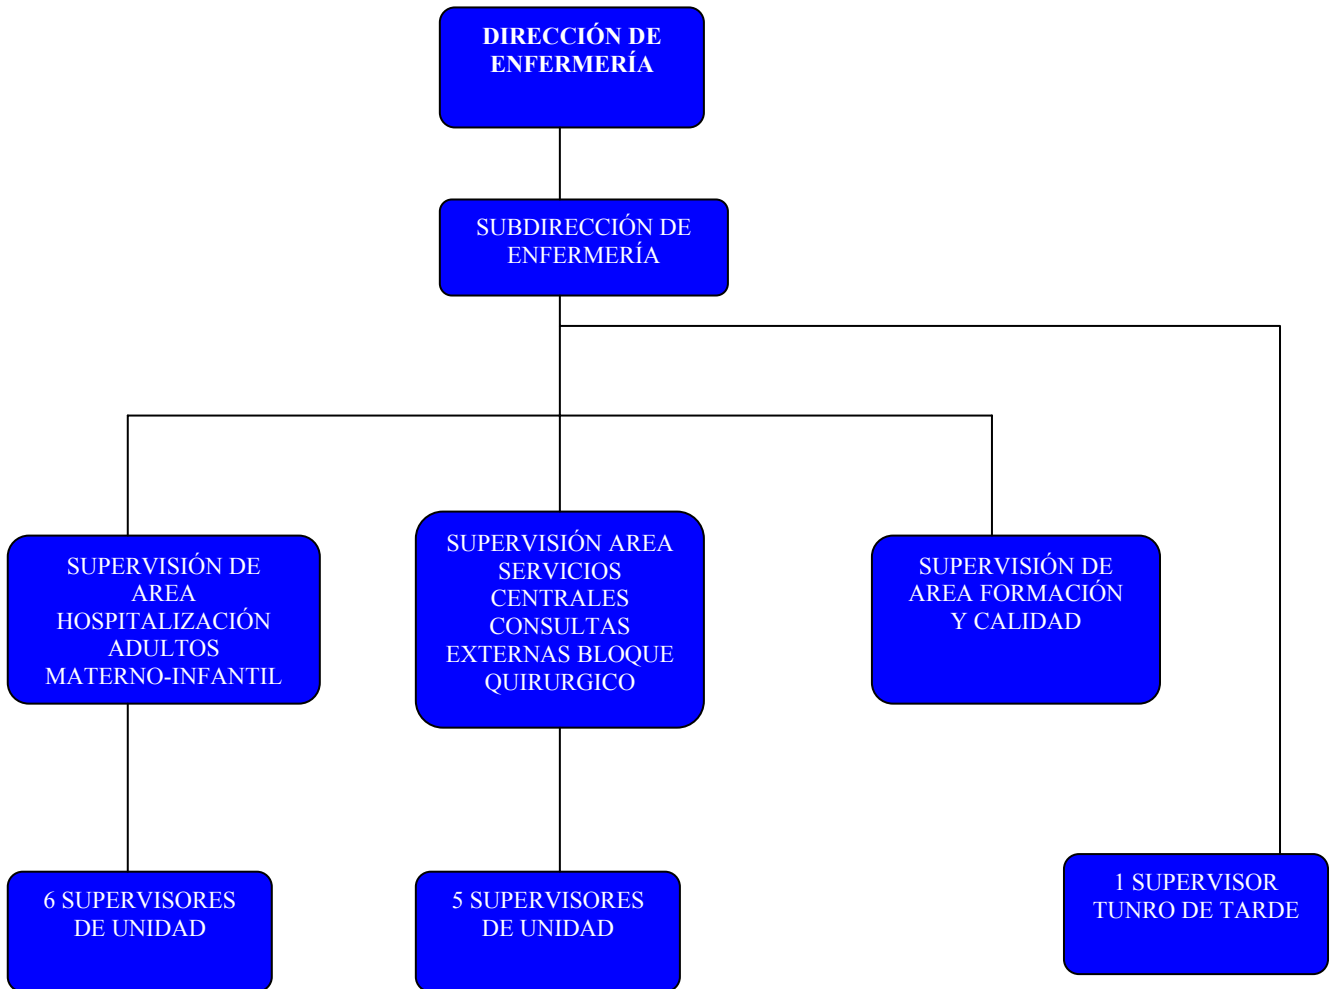 DIRECCIÓN DE
ENFERMERÍA
SUBDIRECCIÓN DE
ENFERMERÍA
SUPERVISIÓN DE
AREA
HOSPITALIZACIÓN
ADULTOS
MATERNO-INFANTIL
SUPERVISIÓN AREA
SERVICIOS
CENTRALES
CONSULTAS
EXTERNAS BLOQUE
QUIRURGICO
SUPERVISIÓN DE
AREA FORMACIÓN
Y CALIDAD
6 SUPERVISORES
DE UNIDAD
5 SUPERVISORES
DE UNIDAD
1 SUPERVISOR
TUNRO DE TARDE